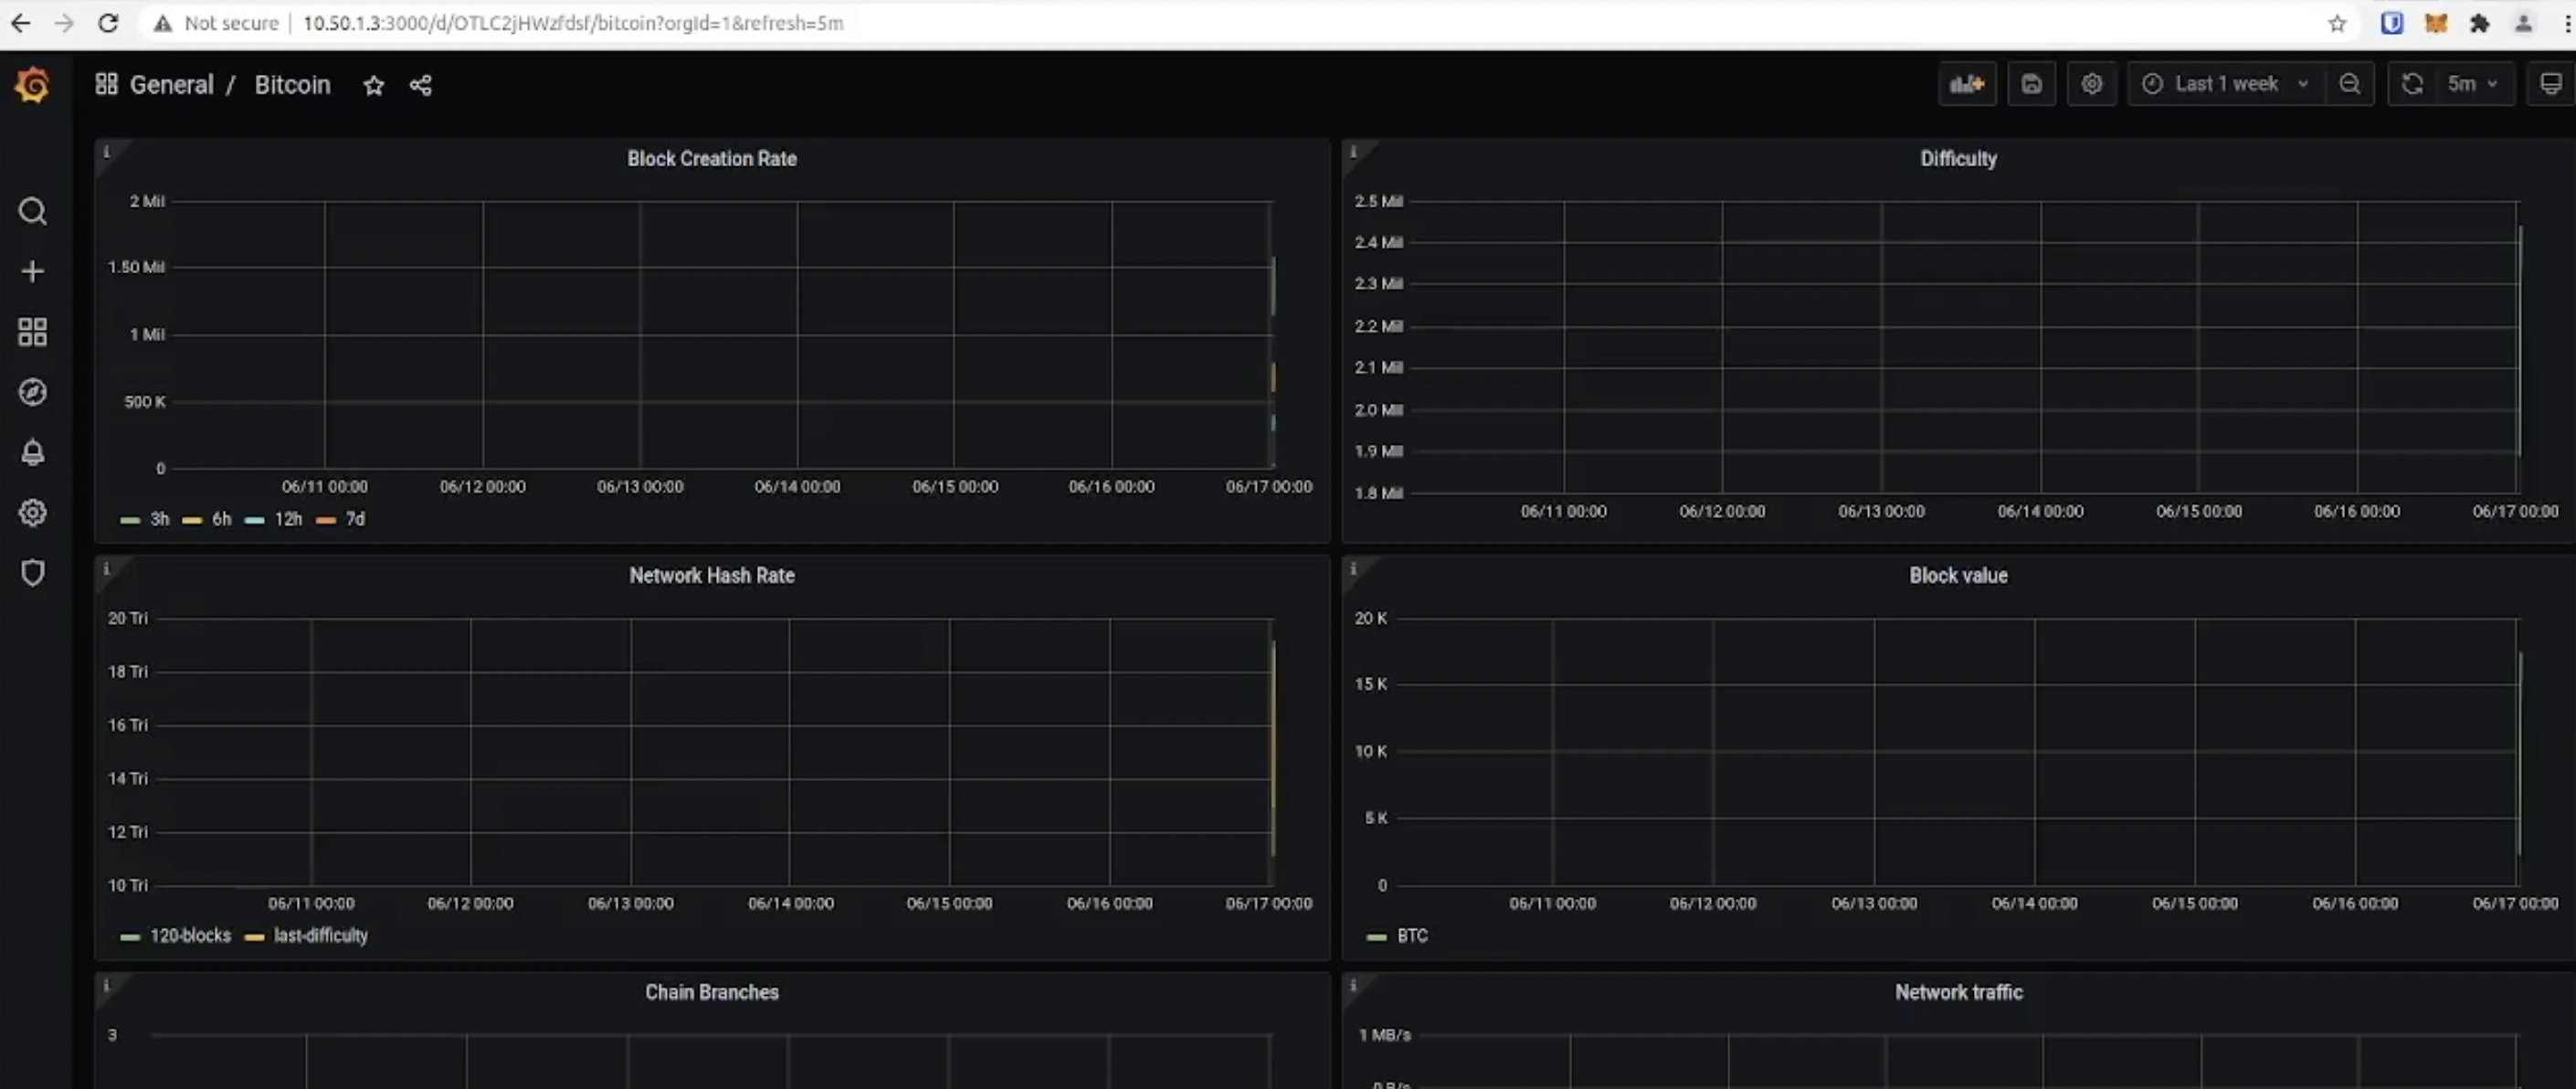 Not secure | 10.50.1.3:3000/d/OTLC2jHWzfdsf/bitcoin?orgId=1&refresh=5m
General / Bitcoin
Last 1 week
5m
Block Creation Rate
2 Mil
1.50 Mil
1 Mil
500 K
0
06/11 00:00 06/12 00:00 06/13 00:00 06/14 00:00 06/15 00:00 06/16 00:00 06/17 00:00
3h 6h 12h 7d
Difficulty
2.5 Mil
2.4 Mil
2.3 Mil
2.2 Mil
2.1 Mil
2.0 Mil
1.9 Mil
1.8 Mil
06/11 00:00 06/12 00:00 06/13 00:00 06/14 00:00 06/15 00:00 06/16 00:00 06/17 00:00
Network Hash Rate
20 Tri
18 Tri
16 Tri
14 Tri
12 Tri
10 Tri
06/11 00:00 06/12 00:00 06/13 00:00 06/14 00:00 06/15 00:00 06/16 00:00 06/17 00:00
120-blocks last-difficulty
Block value
20 K
15 K
10 K
5 K
0
06/11 00:00 06/12 00:00 06/13 00:00 06/14 00:00 06/15 00:00 06/16 00:00 06/17 00:00
BTC
Chain Branches
3
Network traffic
1 MB/s